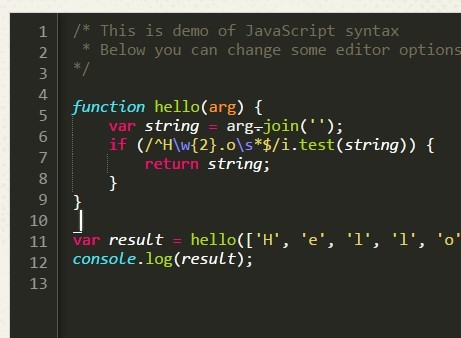 1 /* This is demo of JavaScript syntax
2 * Below you can change some editor options
3 */
4
function hello(arg) {
5 var string = arg.join('');
6 if (/^H\w{2}.o\s*$/i.test(string)) {
7 return string;
8 }
9 }
10
11 var result = hello(['H', 'e', 'l', 'l', 'o'
12 console.log(result);
13